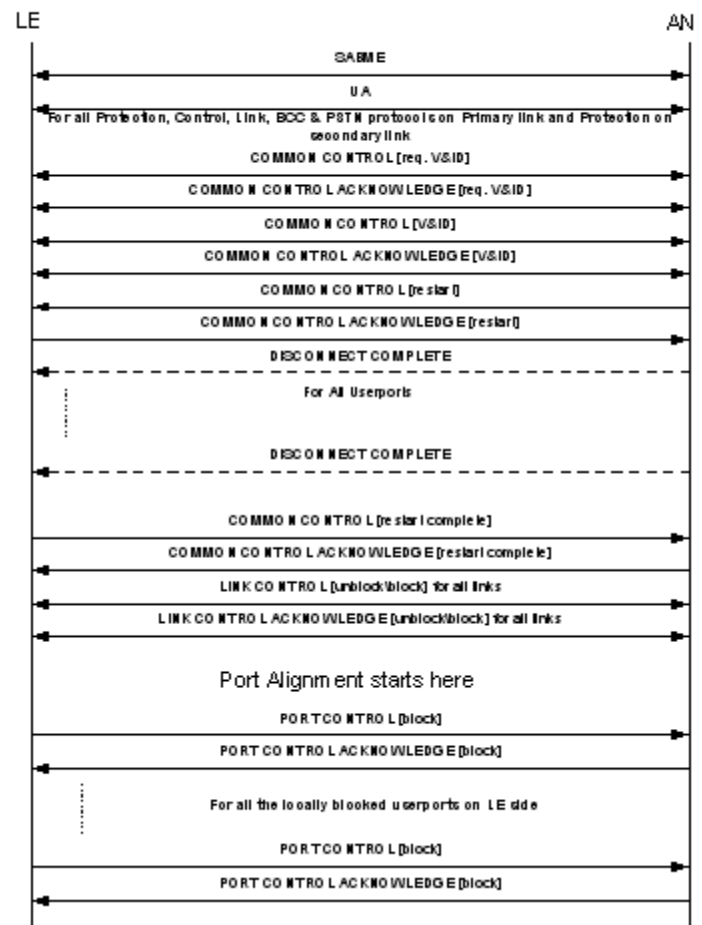 LE AN
SABME
UA
For all Protection, Control, Link, BCC & PSTN protocols on Primary link and Protection on
secondary link
COMMON CONTROL[req. V&ID]
COMMON CONTROL ACKNOWLEDGE[req. V&ID]
COMMON CONTROL[V&ID]
COMMON CONTROL ACKNOWLEDGE[V&ID]
COMMON CONTROL[restart]
COMMON CONTROL ACKNOWLEDGE[restart]
DISCONNECT COMPLETE
For All Userports
DISCONNECT COMPLETE
COMMON CONTROL[restart complete]
COMMON CONTROL ACKNOWLEDGE[restart complete]
LINK CONTROL[unblock\block] for all links
LINK CONTROL ACKNOWLEDGE[unblock\block] for all links
Port Alignment starts here
PORT CONTROL[block]
PORT CONTROL ACKNOWLEDGE[block]
For all the locally blocked userports on LE side
PORT CONTROL[block]
PORT CONTROL ACKNOWLEDGE[block]